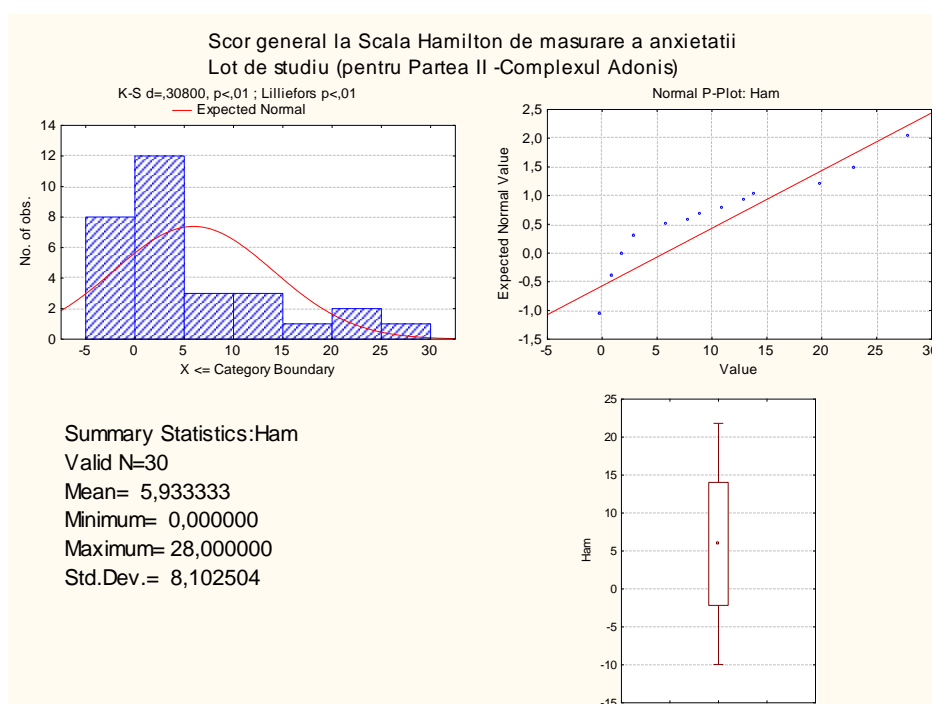 Scor general la Scala Hamilton de masurare a anxietatii
Lot de studiu (pentru Partea II -Complexul Adonis)
K-S d=,30800, p<,01 ; Lilliefors p<,01
Expected Normal
14
12
10
8
6
4
2
0
No. of obs.
-5 0 5 10 15 20 25 30
X <= Category Boundary
Normal P-Plot: Ham
2,5
2,0
1,5
1,0
0,5
0,0
-0,5
-1,0
-1,5
Expected Normal Value
-5 0 5 10 15 20 25 30
Value
Summary Statistics:Ham
Valid N=30
Mean= 5,933333
Minimum= 0,000000
Maximum= 28,000000
Std.Dev.= 8,102504
25
20
15
10
5
0
-5
-10
-15
Ham